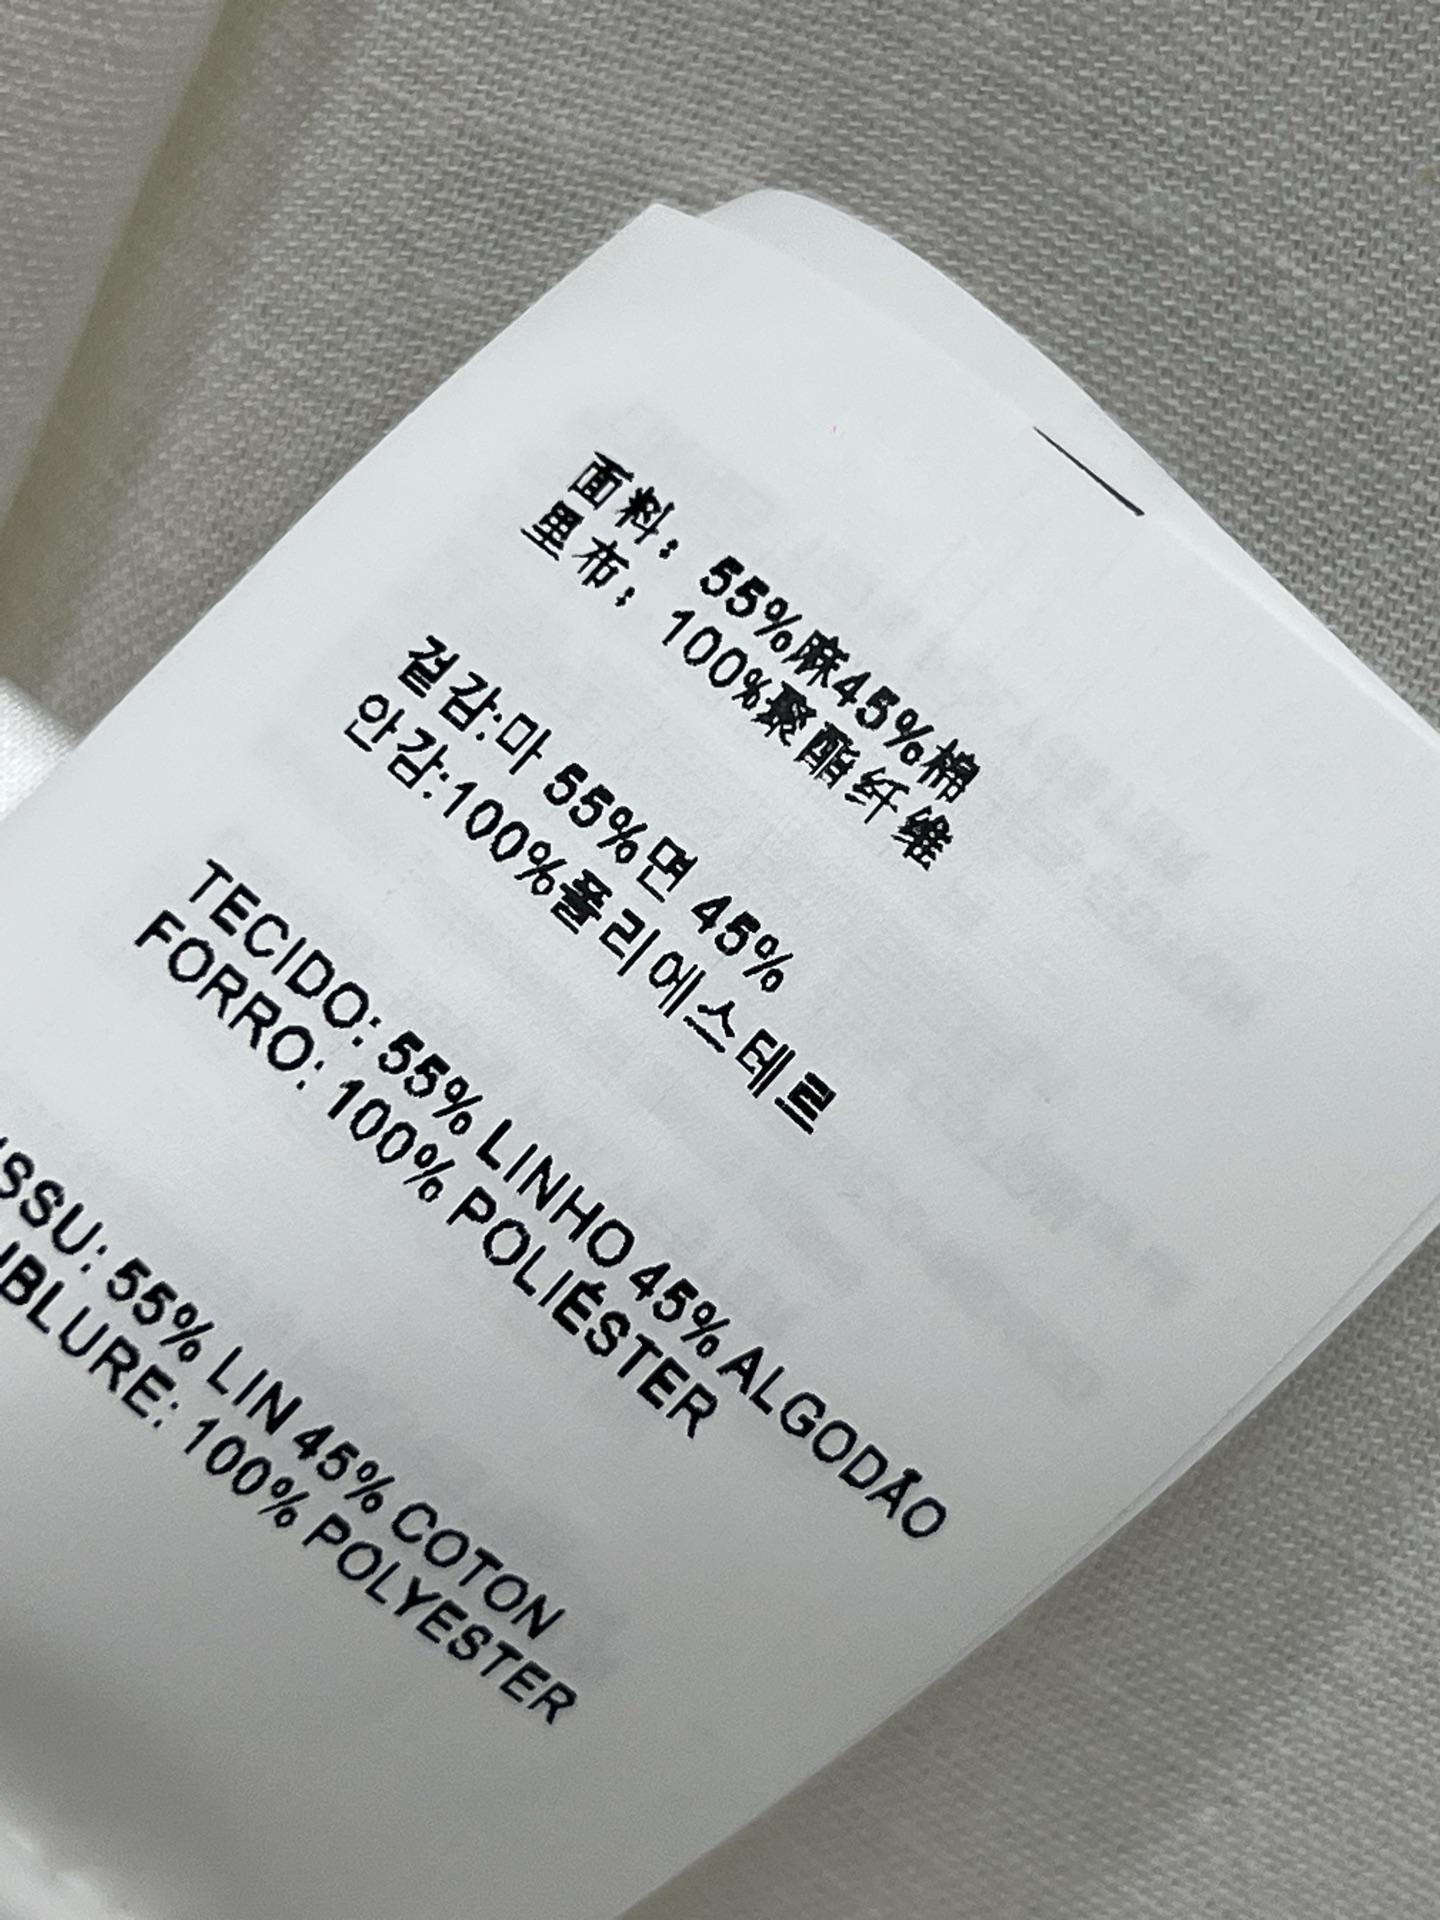 面料：55%麻45%棉
里布：100%聚酯纤维
겉감:마 55%면 45%
안감:100%폴리에스테르
TECIDO: 55% LINHO 45% ALGODÃO
FORRO: 100% POLIÉSTER
ISSU: 55% LIN 45% COTON
UBLURE: 100% POLYESTER